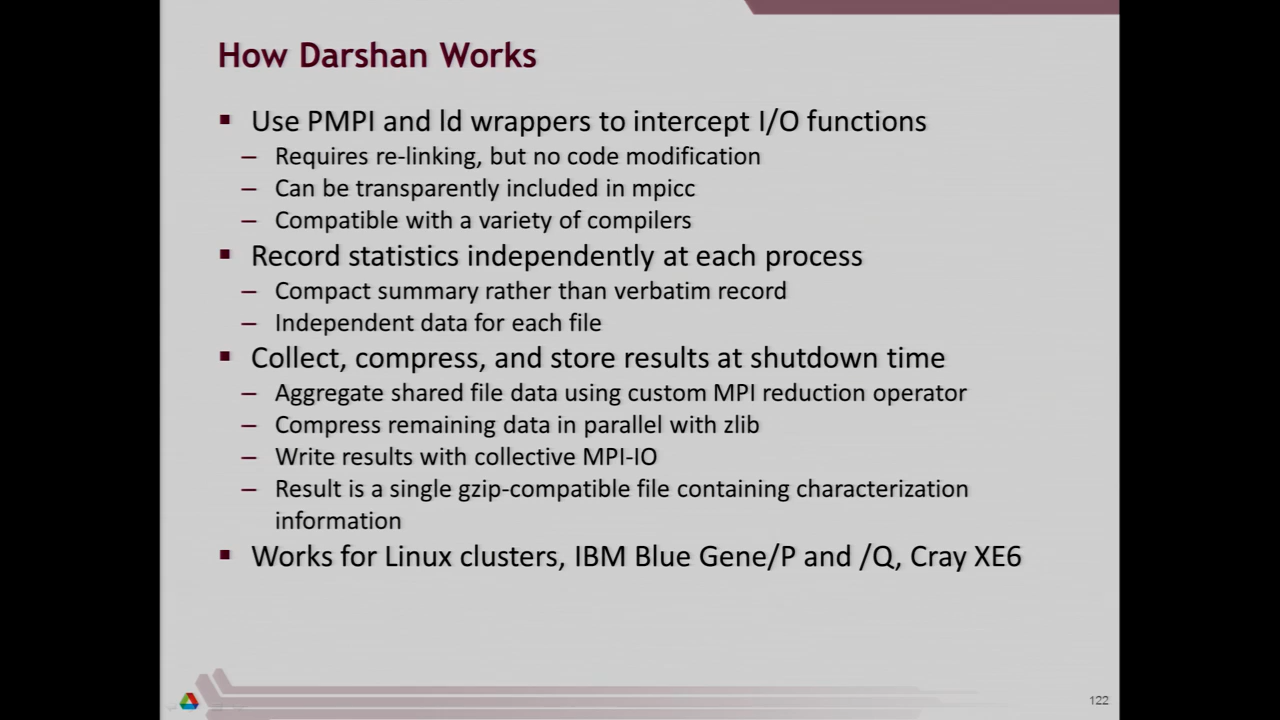 How Darshan Works
▪ Use PMPI and ld wrappers to intercept I/O functions
– Requires re-linking, but no code modification
– Can be transparently included in mpicc
– Compatible with a variety of compilers
▪ Record statistics independently at each process
– Compact summary rather than verbatim record
– Independent data for each file
▪ Collect, compress, and store results at shutdown time
– Aggregate shared file data using custom MPI reduction operator
– Compress remaining data in parallel with zlib
– Write results with collective MPI-IO
– Result is a single gzip-compatible file containing characterization
information
▪ Works for Linux clusters, IBM Blue Gene/P and /Q, Cray XE6
122